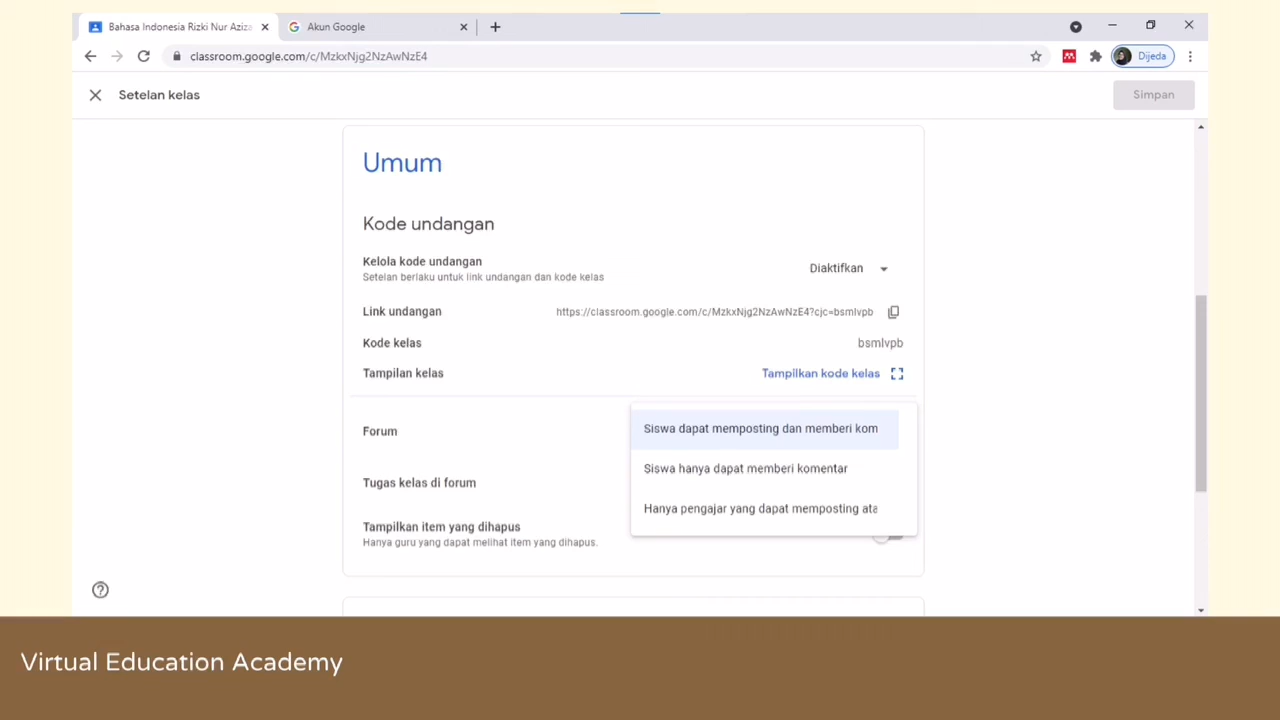 Bahasa Indonesia Rizki Nur Aziza
Akun Google
classroom.google.com/c/MzkxNjg2NzAwNzE4
Dijeda
Setelan kelas
Simpan
Umum
Kode undangan
Kelola kode undangan
Diaktifkan
Setelan berlaku untuk link undangan dan kode kelas
Link undangan
https://classroom.google.com/c/MzkxNjg2NzAwNzE4?cjc=bsmlvpb
Kode kelas
bsmlvpb
Tampilan kelas
Tampilkan kode kelas
Forum
Siswa dapat memposting dan memberi kom
Siswa hanya dapat memberi komentar
Tugas kelas di forum
Hanya pengajar yang dapat memposting ata
Tampilkan item yang dihapus
Hanya guru yang dapat melihat item yang dihapus.
Virtual Education Academy